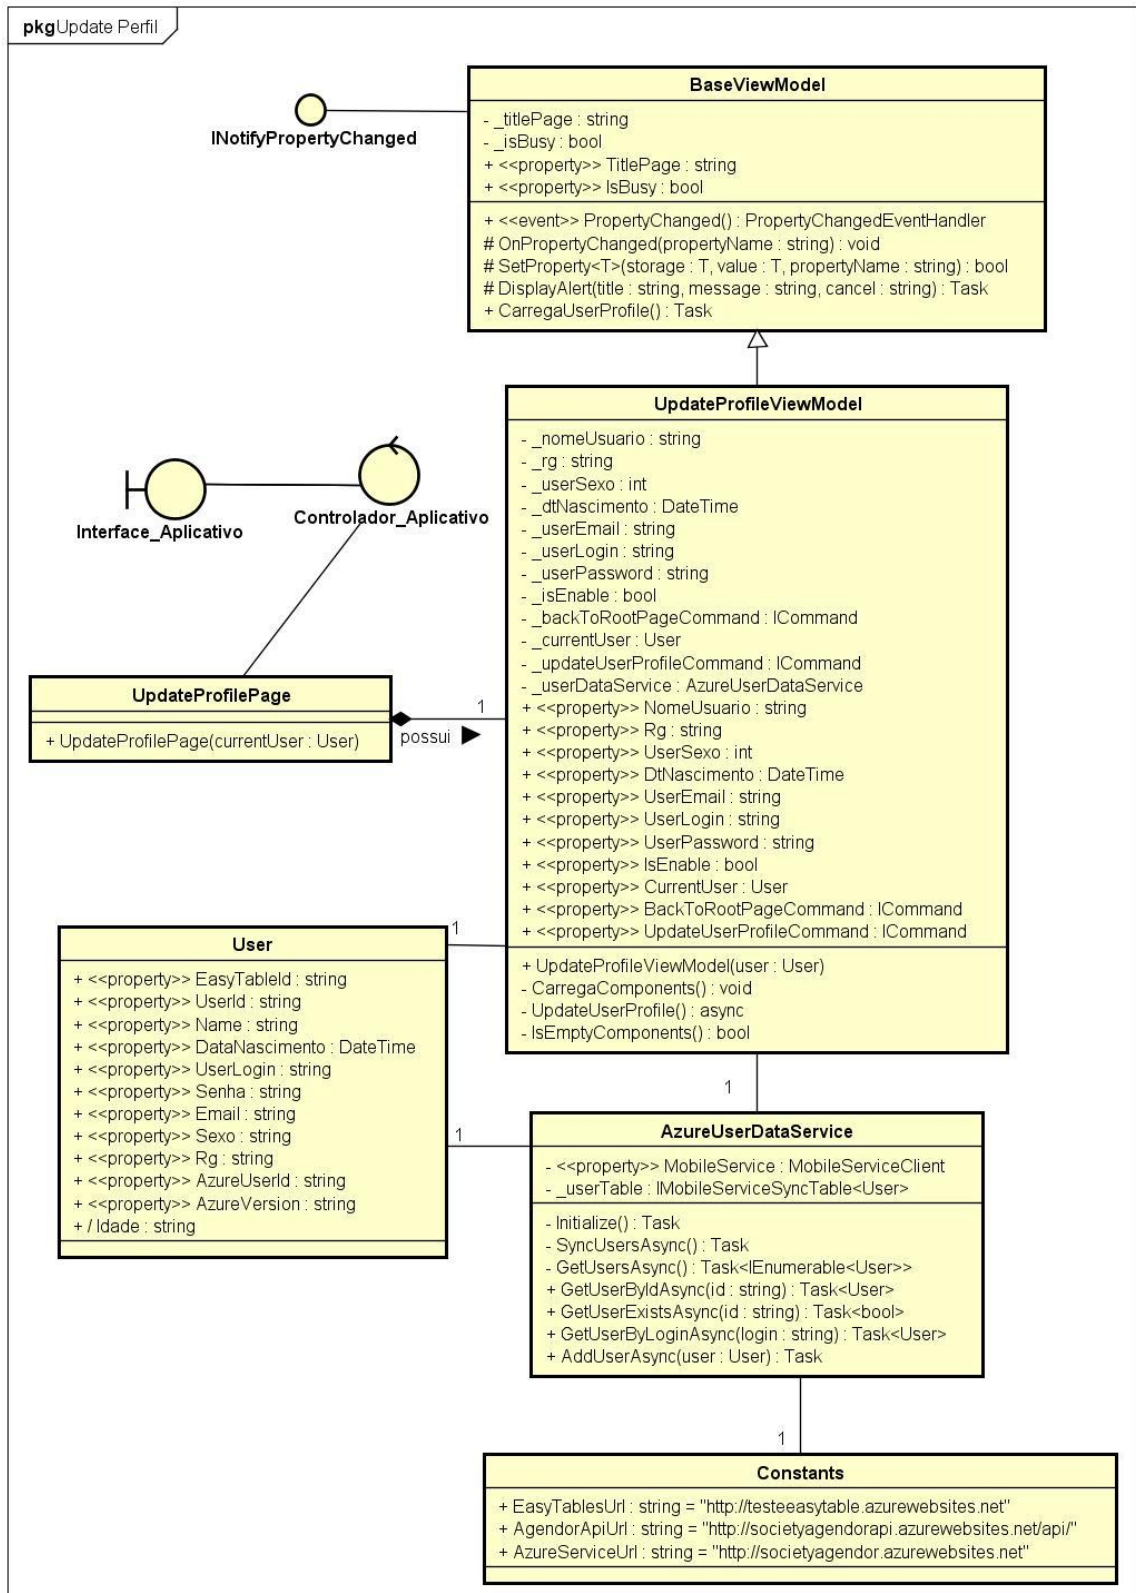 pkg Update Perfil
BaseViewModel
- _titlePage : string
- _isBusy : bool
+ <<property>> TitlePage : string
+ <<property>> IsBusy : bool
+ <<event>> PropertyChanged() : PropertyChangedEventHandler
# OnPropertyChanged(propertyName : string) : void
# SetProperty<T>(storage : T, value : T, propertyName : string) : bool
# DisplayAlert(title : string, message : string, cancel : string) : Task
+ CarregaUserProfile() : Task
INotifyPropertyChanged
UpdateProfileViewModel
- _nomeUsuario : string
- _rg : string
- _userSexo : int
- _dtNascimento : DateTime
- _userEmail : string
- _userLogin : string
- _userPassword : string
- _isEnable : bool
- _backToRootPageCommand : ICommand
- _currentUser : User
- _updateUserProfileCommand : ICommand
- _userDataService : AzureUserDataService
+ <<property>> NomeUsuario : string
+ <<property>> Rg : string
+ <<property>> UserSexo : int
+ <<property>> DtNascimento : DateTime
+ <<property>> UserEmail : string
+ <<property>> UserLogin : string
+ <<property>> UserPassword : string
+ <<property>> IsEnable : bool
+ <<property>> CurrentUser : User
+ <<property>> BackToRootPageCommand : ICommand
+ <<property>> UpdateUserProfileCommand : ICommand
+ UpdateProfileViewModel(user : User)
- CarregaComponents() : void
- UpdateUserProfile() : async
- IsEmptyComponents() : bool
Interface_Aplicativo
Controlador_Aplicativo
UpdateProfilePage
+ UpdateProfilePage(currentUser : User)
1
possui
User
+ <<property>> EasyTableId : string
+ <<property>> UserId : string
+ <<property>> Name : string
+ <<property>> DataNascimento : DateTime
+ <<property>> UserLogin : string
+ <<property>> Senha : string
+ <<property>> Email : string
+ <<property>> Sexo : string
+ <<property>> Rg : string
+ <<property>> AzureUserId : string
+ <<property>> AzureVersion : string
+ / Idade : string
1
1
1
AzureUserDataService
- <<property>> MobileService : MobileServiceClient
- _userTable : IMobileServiceSyncTable<User>
- Initialize() : Task
- SyncUsersAsync() : Task
- GetUsersAsync() : Task<IEnumerable<User>>
+ GetUserByIdAsync(id : string) : Task<User>
+ GetUserExistsAsync(id : string) : Task<bool>
+ GetUserByLoginAsync(login : string) : Task<User>
+ AddUserAsync(user : User) : Task
1
Constants
+ EasyTablesUrl : string = "http://testeeasytable.azurewebsites.net"
+ AgendorApiUrl : string = "http://societyagendorapi.azurewebsites.net/api/"
+ AzureServiceUrl : string = "http://societyagendor.azurewebsites.net"